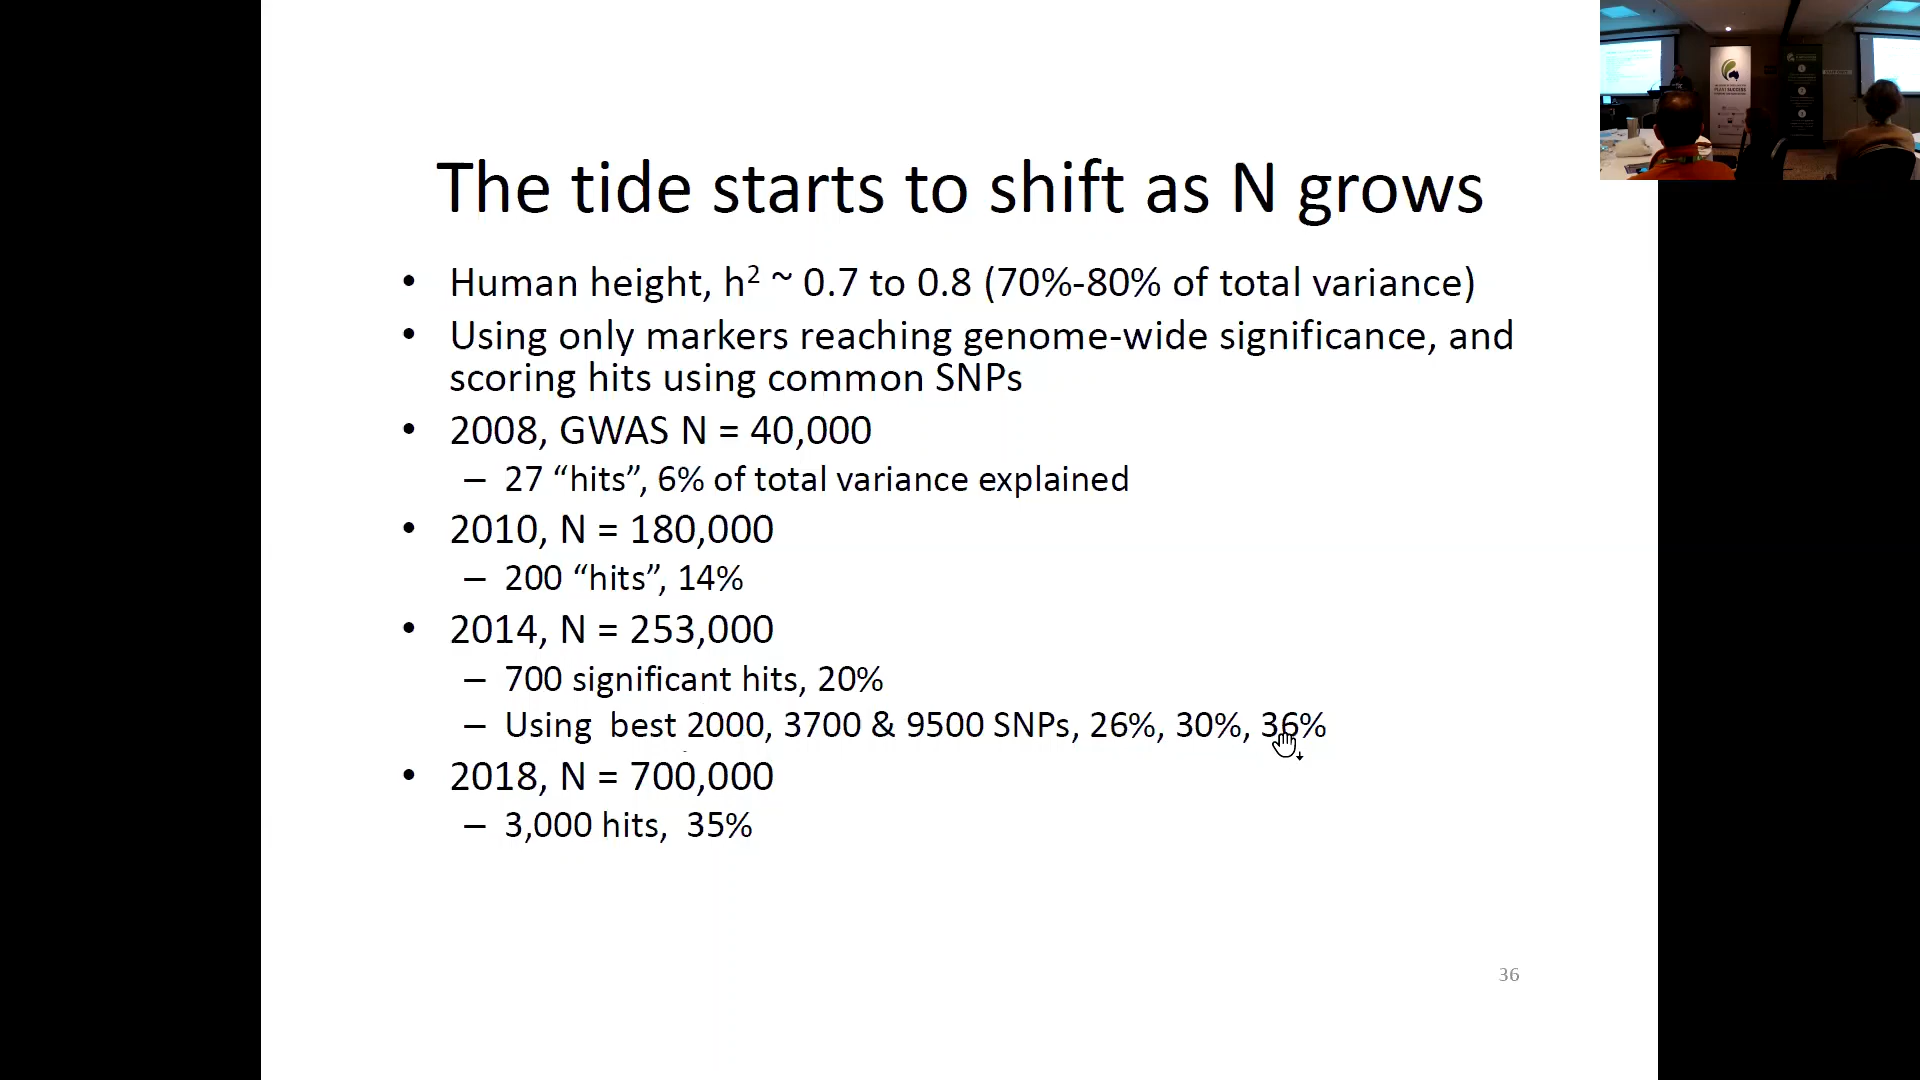 The tide starts to shift as N grows
• Human height, h² ~ 0.7 to 0.8 (70%-80% of total variance)
• Using only markers reaching genome-wide significance, and
scoring hits using common SNPs
• 2008, GWAS N = 40,000
– 27 “hits”, 6% of total variance explained
• 2010, N = 180,000
– 200 “hits”, 14%
• 2014, N = 253,000
– 700 significant hits, 20%
– Using  best 2000, 3700 & 9500 SNPs, 26%, 30%, 36%
• 2018, N = 700,000
– 3,000 hits,  35%
36